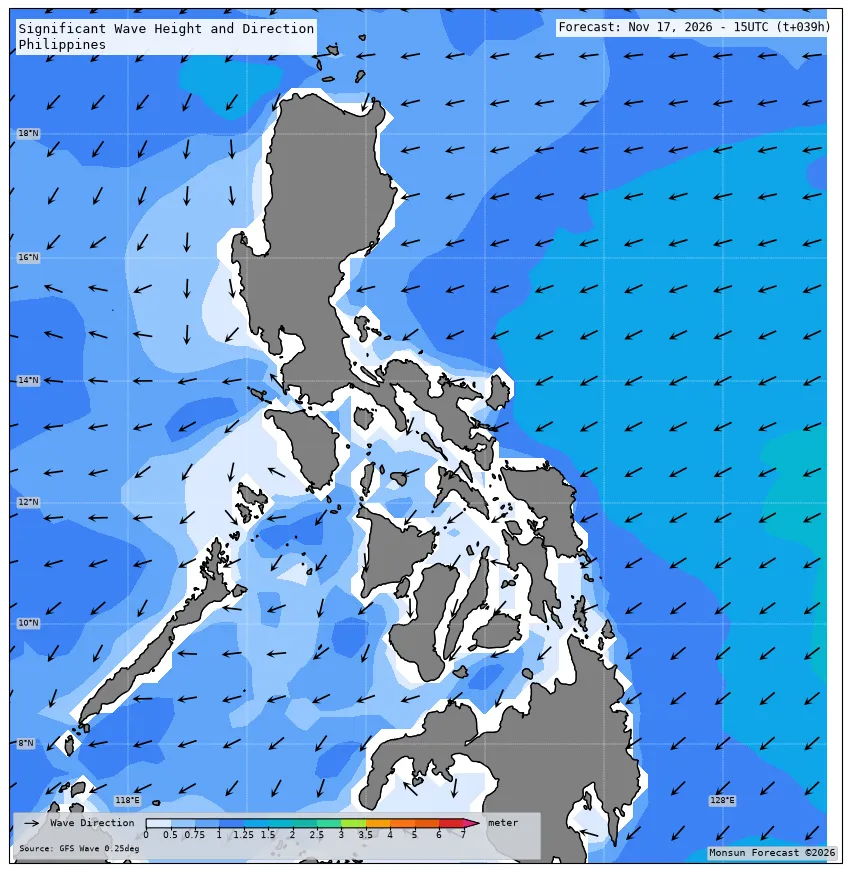 Significant Wave Height and Direction
Philippines
Forecast: Nov 17, 2026 - 15UTC (t+039h)
18°N
16°N
14°N
12°N
10°N
8°N
118°E
128°E
Wave Direction
0 0.5 0.75 1 1.25 1.5 2 2.5 3 3.5 4 5 6 7
meter
Source: GFS Wave 0.25deg
Monsun Forecast ©2026